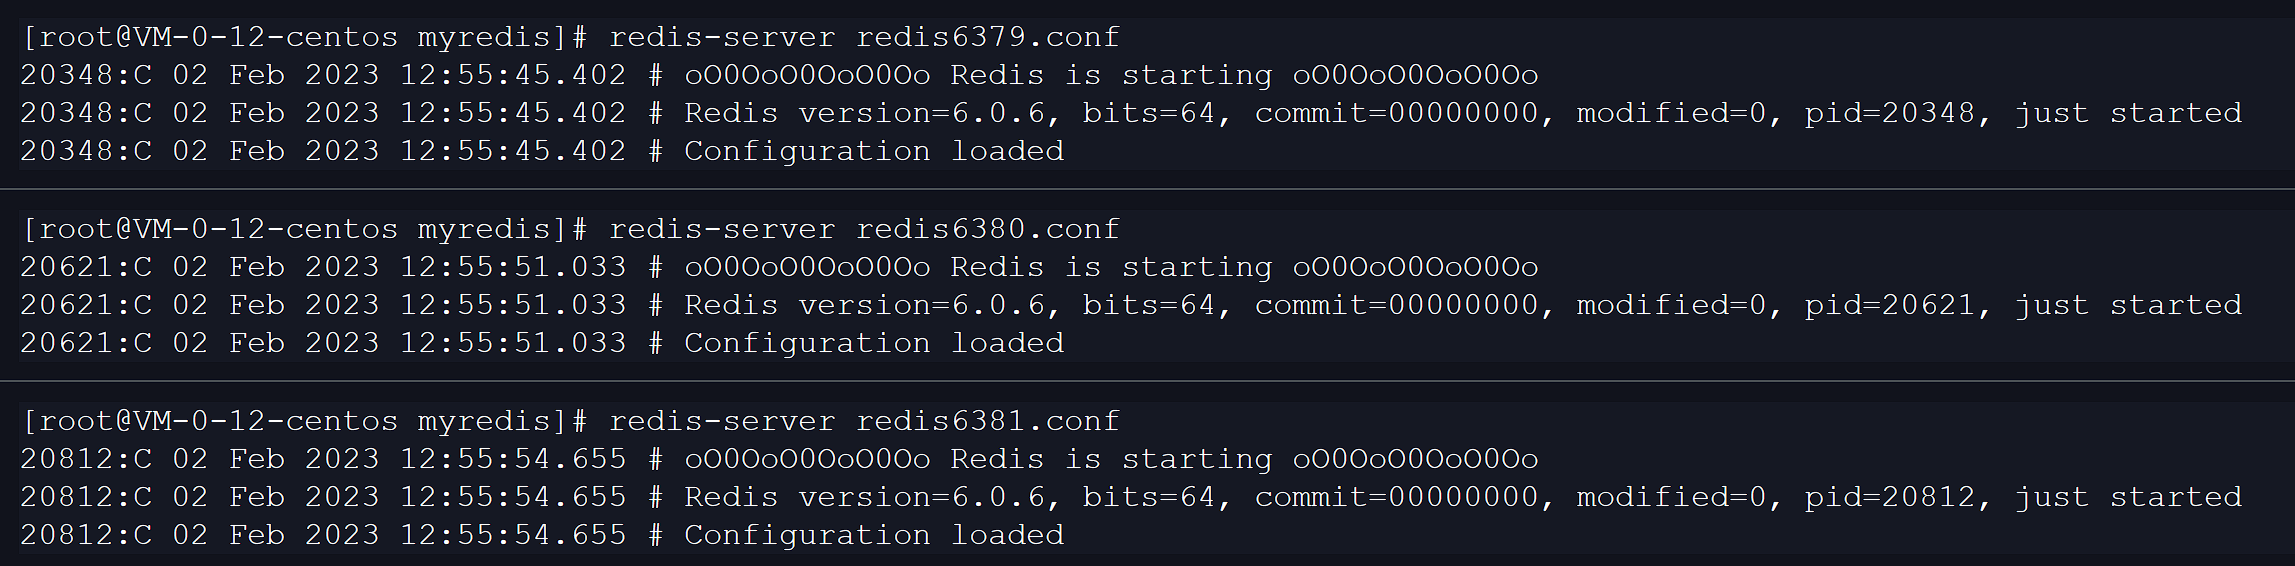 [root@VM-0-12-centos myredis]# redis-server redis6379.conf
20348:C 02 Feb 2023 12:55:45.402 # oO0OoO0OoO0Oo Redis is starting oO0OoO0OoO0Oo
20348:C 02 Feb 2023 12:55:45.402 # Redis version=6.0.6, bits=64, commit=00000000, modified=0, pid=20348, just started
20348:C 02 Feb 2023 12:55:45.402 # Configuration loaded
[root@VM-0-12-centos myredis]# redis-server redis6380.conf
20621:C 02 Feb 2023 12:55:51.033 # oO0OoO0OoO0Oo Redis is starting oO0OoO0OoO0Oo
20621:C 02 Feb 2023 12:55:51.033 # Redis version=6.0.6, bits=64, commit=00000000, modified=0, pid=20621, just started
20621:C 02 Feb 2023 12:55:51.033 # Configuration loaded
[root@VM-0-12-centos myredis]# redis-server redis6381.conf
20812:C 02 Feb 2023 12:55:54.655 # oO0OoO0OoO0Oo Redis is starting oO0OoO0OoO0Oo
20812:C 02 Feb 2023 12:55:54.655 # Redis version=6.0.6, bits=64, commit=00000000, modified=0, pid=20812, just started
20812:C 02 Feb 2023 12:55:54.655 # Configuration loaded